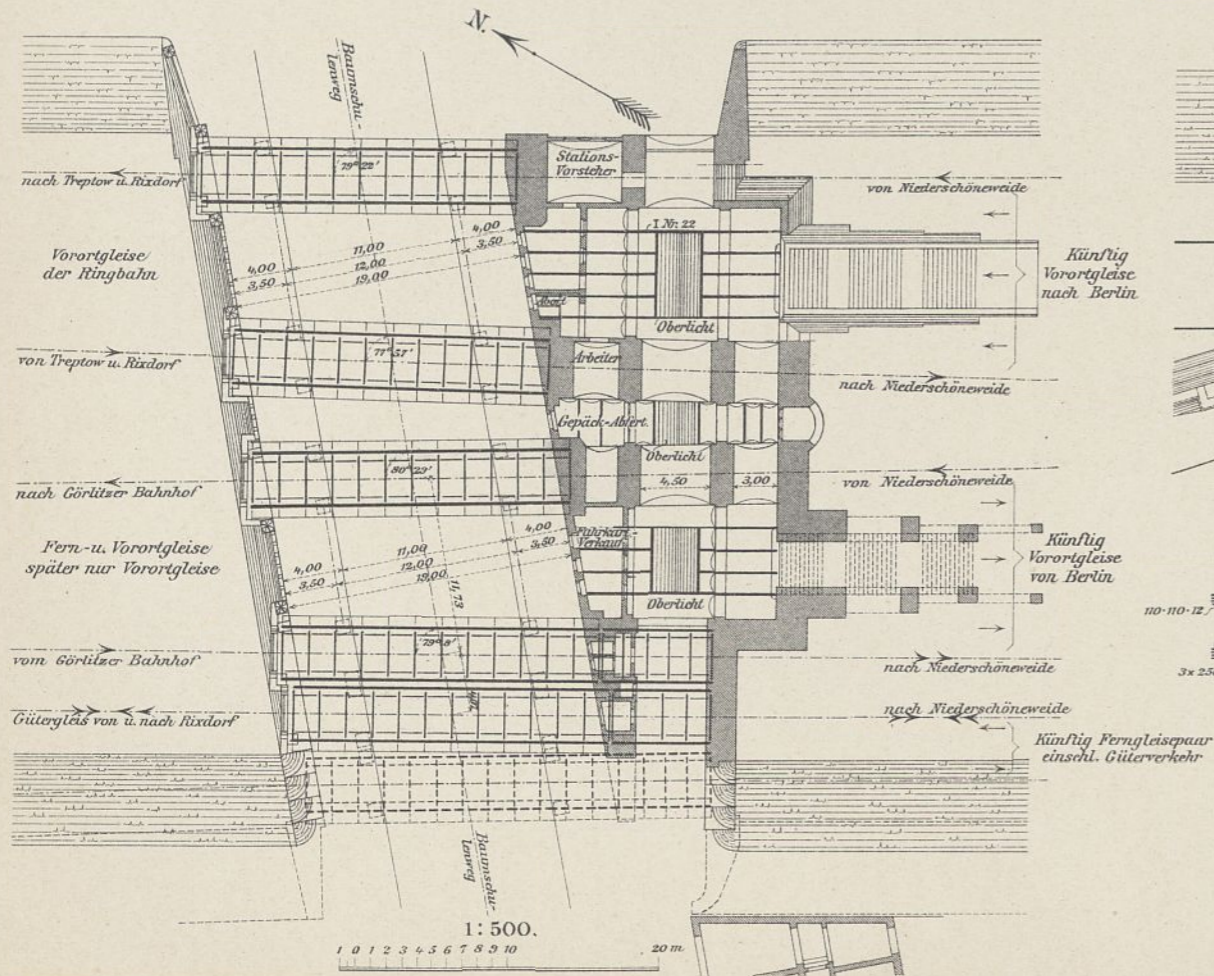 N.
Baumschu-
lenweg
Stations-
Vorsteher
79° 22'
nach Treptow u. Rixdorf
von Niederschöneweide
I Nr. 22
4,00
11,00
3,50
4,00
12,00
3,50
19,00
Vorortgleise
der Ringbahn
Künftig
Vorortgleise
nach Berlin
Abort
Oberlicht
77° 57'
Arbeiter
von Treptow u. Rixdorf
nach Niederschöneweide
Gepäck-Abfert.
Oberlicht
80° 23'
nach Görlitzer Bahnhof
4,50
3,00
von Niederschöneweide
4,00
Fahrkart.-
Verkauf
11,00
3,50
4,00
12,00
3,50
19,00
11,73
Fern- u. Vorortgleise
später nur Vorortgleise
Künftig
Vorortgleise
von Berlin
Oberlicht
110·110·12
79° 8'
vom Görlitzer Bahnhof
nach Niederschöneweide
Gütergleis von u. nach Rixdorf
nach Niederschöneweide
Künftig Ferngleisepaar
einschl. Güterverkehr
Baumschu-
lenweg
1:500.
1 0 1 2 3 4 5 6 7 8 9 10 20 m